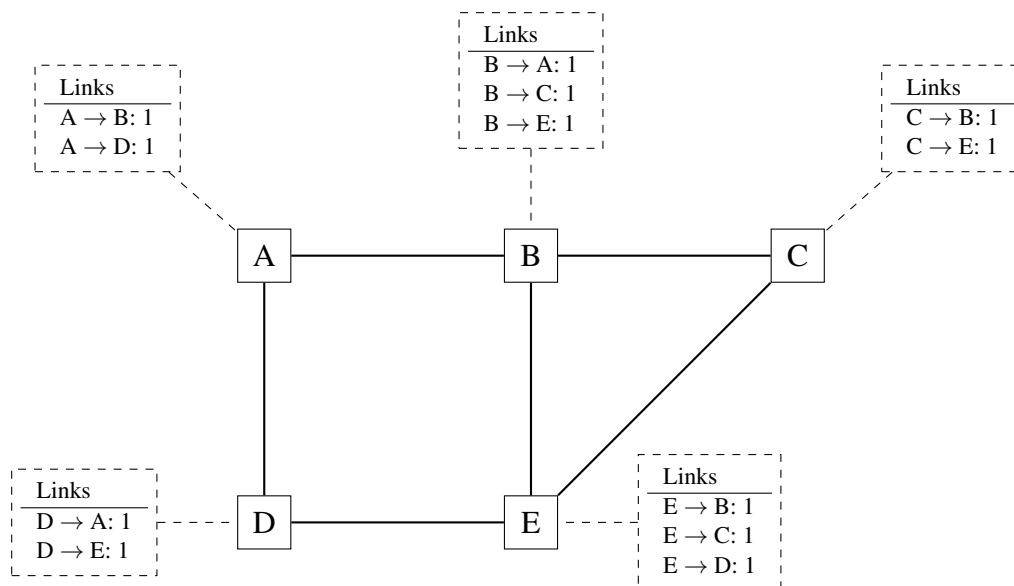 Links
B → A: 1
B → C: 1
B → E: 1
Links
A → B: 1
A → D: 1
Links
C → B: 1
C → E: 1
A
B
C
Links
D → A: 1
D → E: 1
D
E
Links
E → B: 1
E → C: 1
E → D: 1